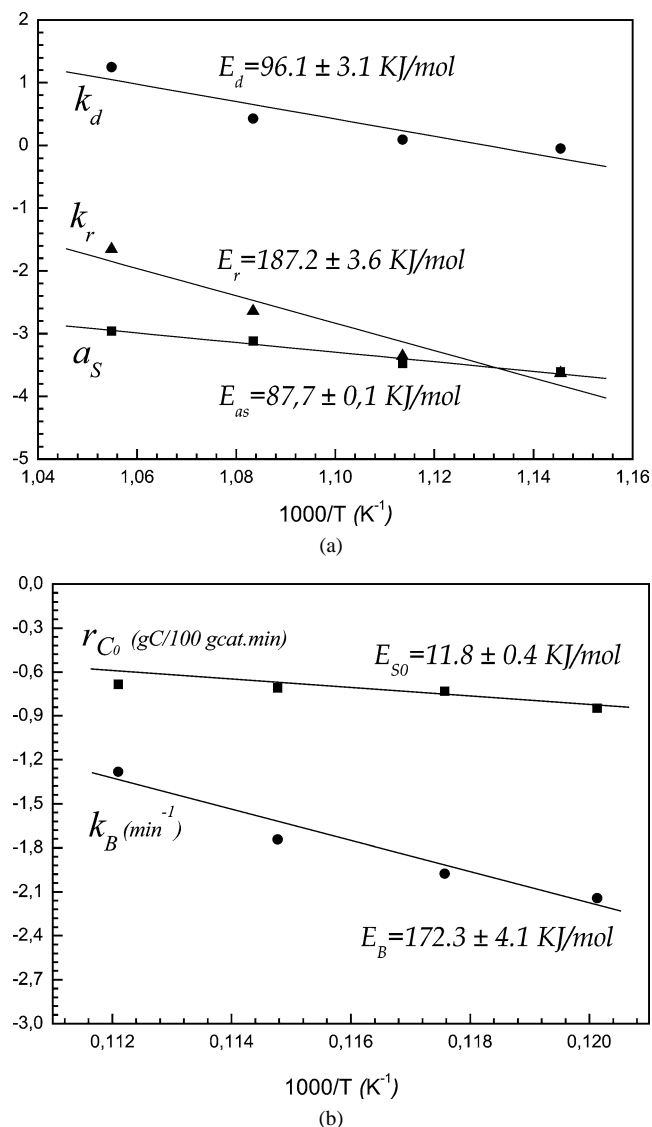 2
1
0
-1
-2
-3
-4
-5
E_d=96.1 ± 3.1 KJ/mol
k_d
k_r
E_r=187.2 ± 3.6 KJ/mol
a_S
E_as=87,7 ± 0,1 KJ/mol
1,04 1,06 1,08 1,10 1,12 1,14 1,16
1000/T (K⁻¹)
(a)
0,0
-0,3
-0,6
-0,9
-1,2
-1,5
-1,8
-2,1
-2,4
-2,7
-3,0
r_C₀ (gC/100 gcat.min)
E_S0=11.8 ± 0.4 KJ/mol
k_B (min⁻¹)
E_B=172.3 ± 4.1 KJ/mol
0,112 0,114 0,116 0,118 0,120
1000/T (K⁻¹)
(b)